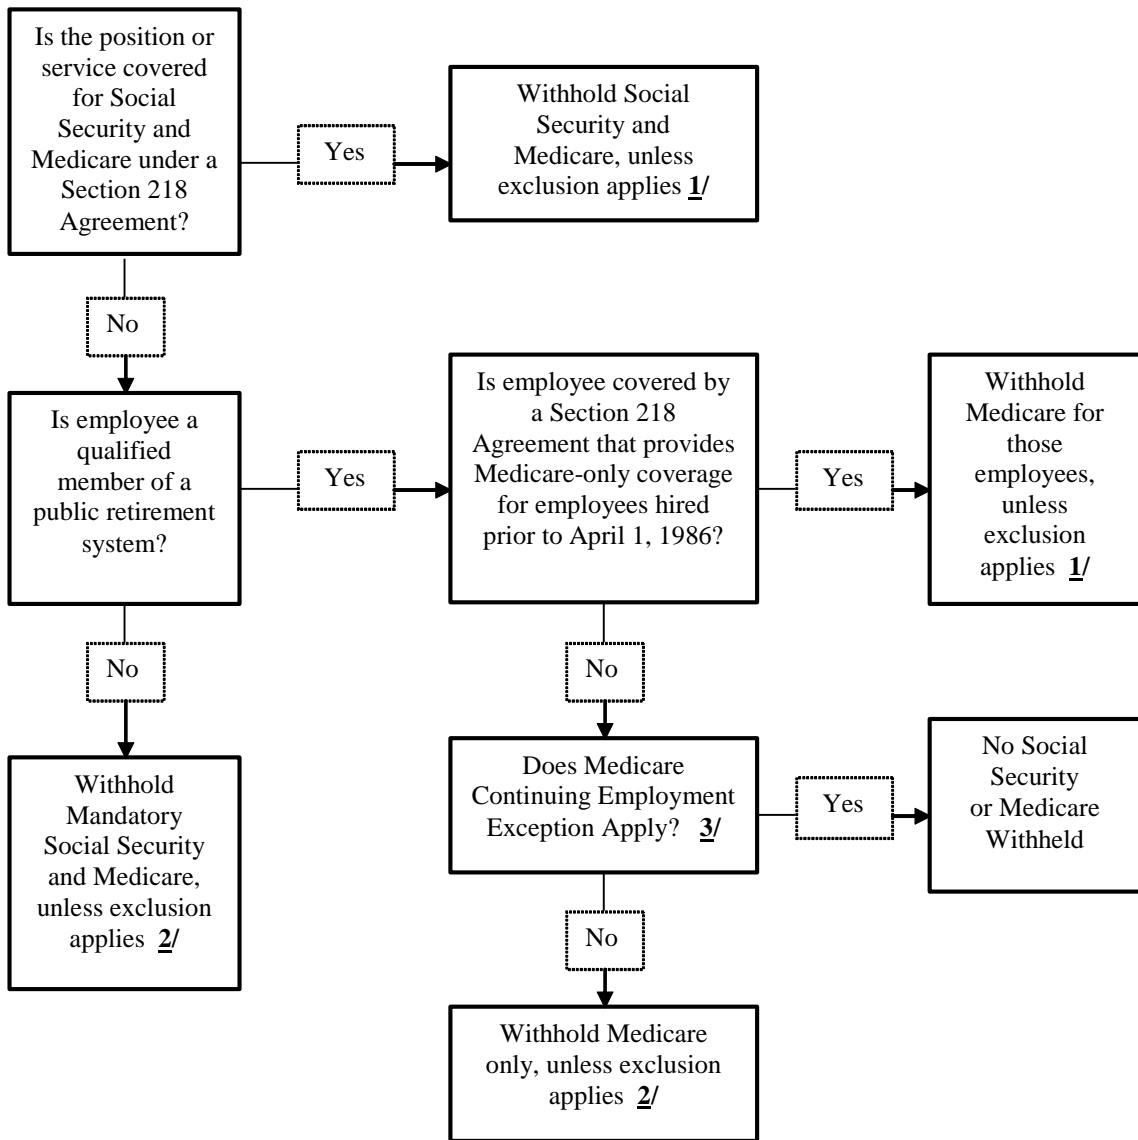 Is the position or
service covered
for Social
Security and
Medicare under a
Section 218
Agreement?
Yes
Withhold Social
Security and
Medicare, unless
exclusion applies 1/
No
Is employee a
qualified
member of a
public retirement
system?
Yes
Is employee covered by
a Section 218
Agreement that provides
Medicare-only coverage
for employees hired
prior to April 1, 1986?
Yes
Withhold
Medicare for
those
employees,
unless
exclusion
applies 1/
No
Withhold
Mandatory
Social Security
and Medicare,
unless exclusion
applies 2/
No
Does Medicare
Continuing Employment
Exception Apply? 3/
Yes
No Social
Security
or Medicare
Withheld
No
Withhold Medicare
only, unless exclusion
applies 2/